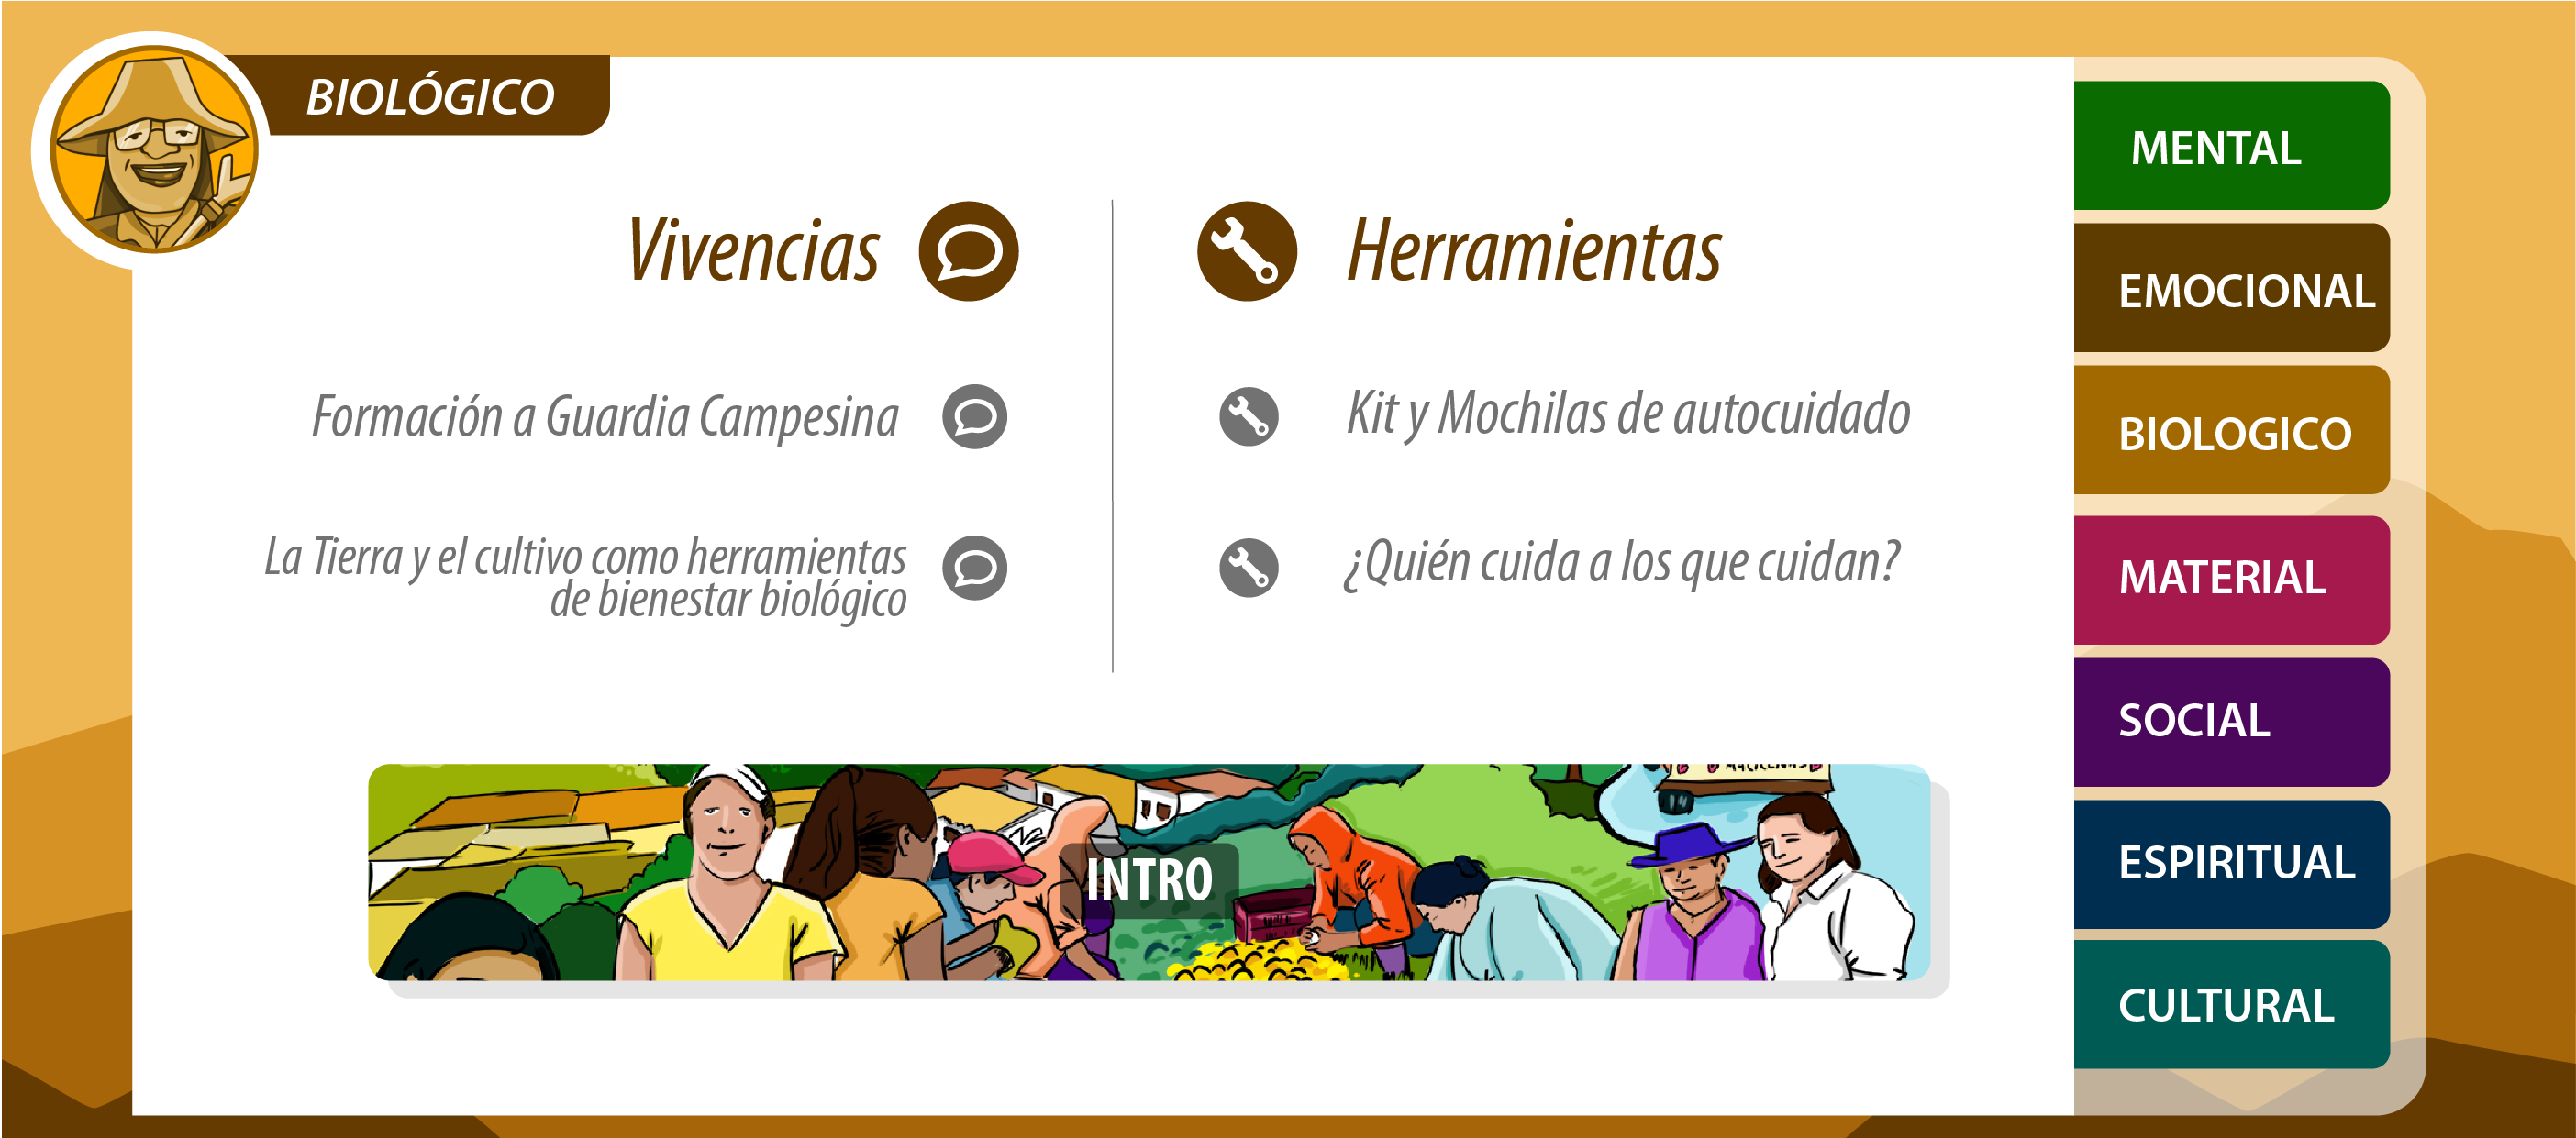 BIOLÓGICO
Vivencias
Formación a Guardia Campesina
La Tierra y el cultivo como herramientas
de bienestar biológico
Herramientas
Kit y Mochilas de autocuidado
¿Quién cuida a los que cuidan?
INTRO
MENTAL
EMOCIONAL
BIOLOGICO
MATERIAL
SOCIAL
ESPIRITUAL
CULTURAL